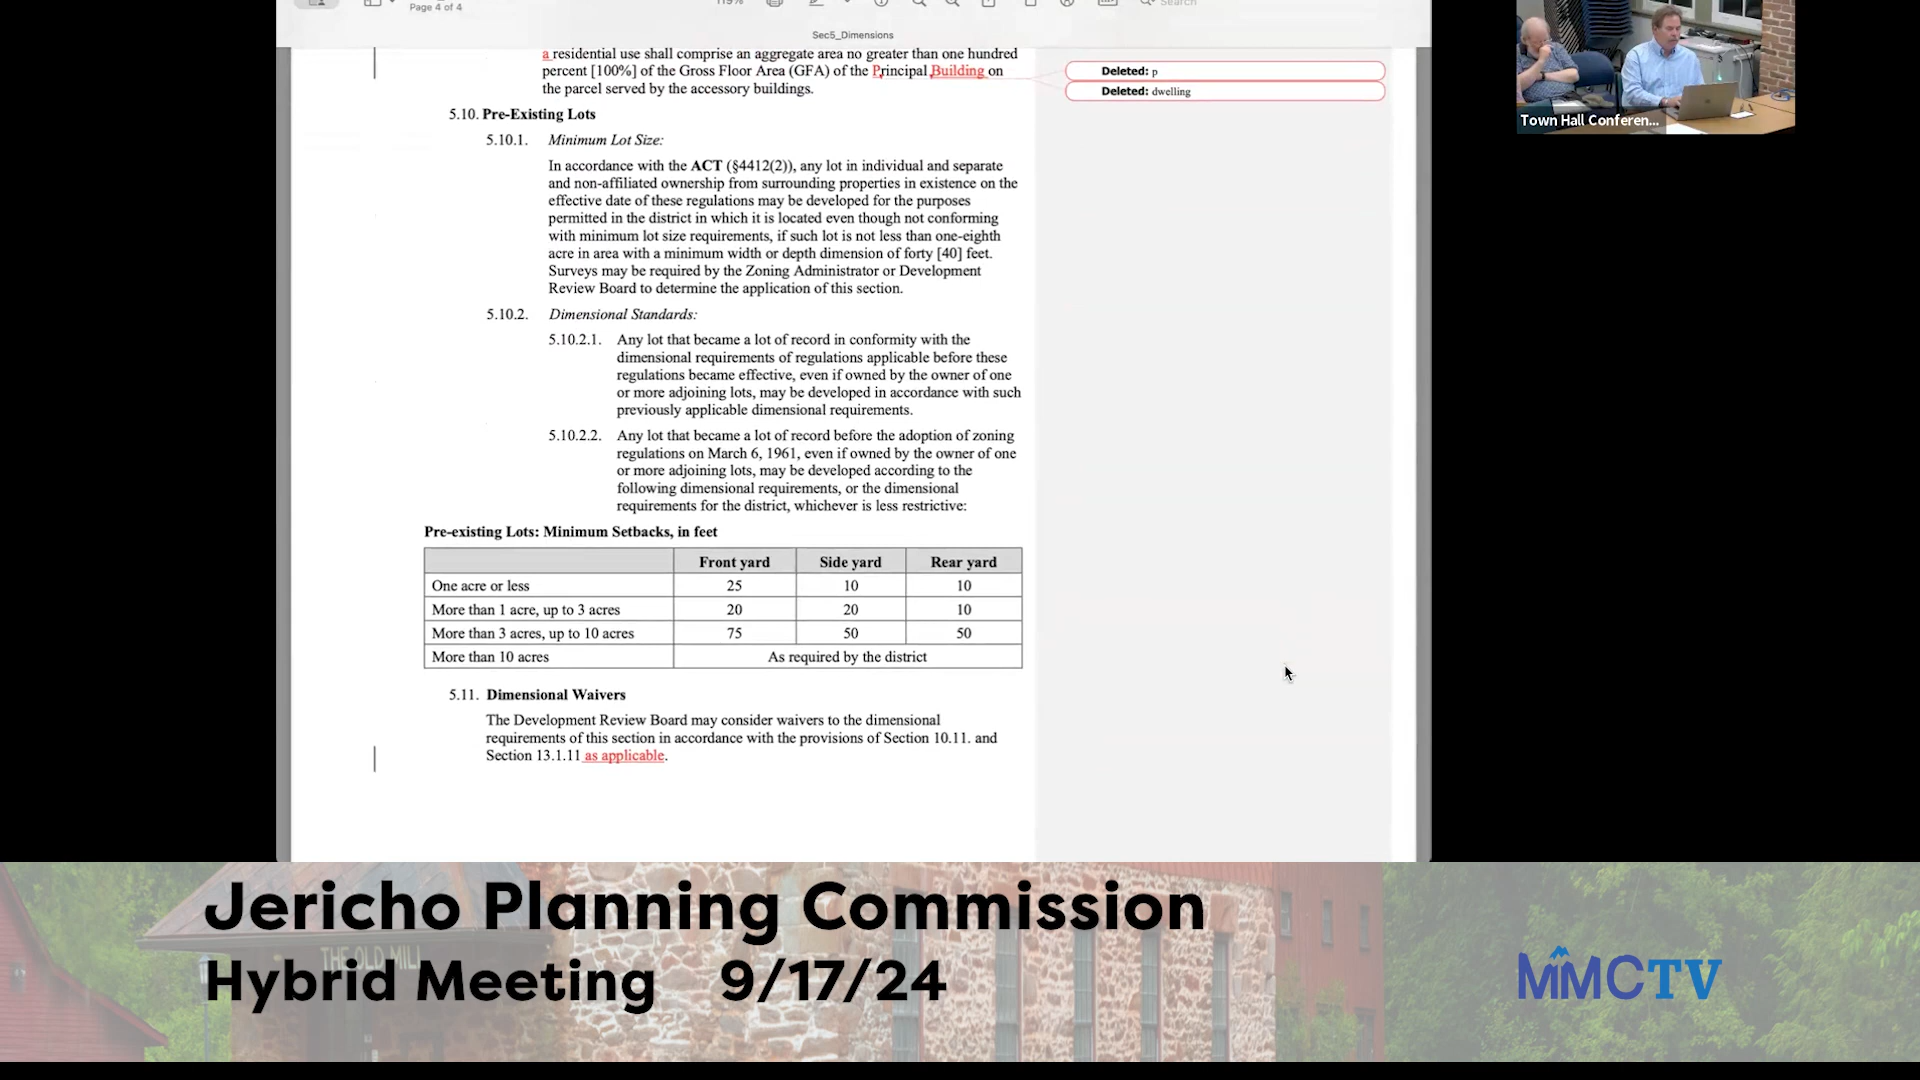 Page 4 of 4
119%
Search
Sec5_Dimensions
a residential use shall comprise an aggregate area no greater than one hundred
percent [100%] of the Gross Floor Area (GFA) of the Principal Building on
the parcel served by the accessory buildings.
Deleted: p
Deleted: dwelling
5.10. Pre-Existing Lots
5.10.1. Minimum Lot Size:
In accordance with the ACT (§4412(2)), any lot in individual and separate
and non-affiliated ownership from surrounding properties in existence on the
effective date of these regulations may be developed for the purposes
permitted in the district in which it is located even though not conforming
with minimum lot size requirements, if such lot is not less than one-eighth
acre in area with a minimum width or depth dimension of forty [40] feet.
Surveys may be required by the Zoning Administrator or Development
Review Board to determine the application of this section.
5.10.2. Dimensional Standards:
5.10.2.1. Any lot that became a lot of record in conformity with the
dimensional requirements of regulations applicable before these
regulations became effective, even if owned by the owner of one
or more adjoining lots, may be developed in accordance with such
previously applicable dimensional requirements.
5.10.2.2. Any lot that became a lot of record before the adoption of zoning
regulations on March 6, 1961, even if owned by the owner of one
or more adjoining lots, may be developed according to the
following dimensional requirements, or the dimensional
requirements for the district, whichever is less restrictive:
Pre-existing Lots: Minimum Setbacks, in feet
Front yard Side yard Rear yard
One acre or less 25 10 10
More than 1 acre, up to 3 acres 20 20 10
More than 3 acres, up to 10 acres 75 50 50
More than 10 acres As required by the district
5.11. Dimensional Waivers
The Development Review Board may consider waivers to the dimensional
requirements of this section in accordance with the provisions of Section 10.11. and
Section 13.1.11 as applicable.
Town Hall Conferen...
Jericho Planning Commission
Hybrid Meeting 9/17/24
THE OLD MILL
MMCTV